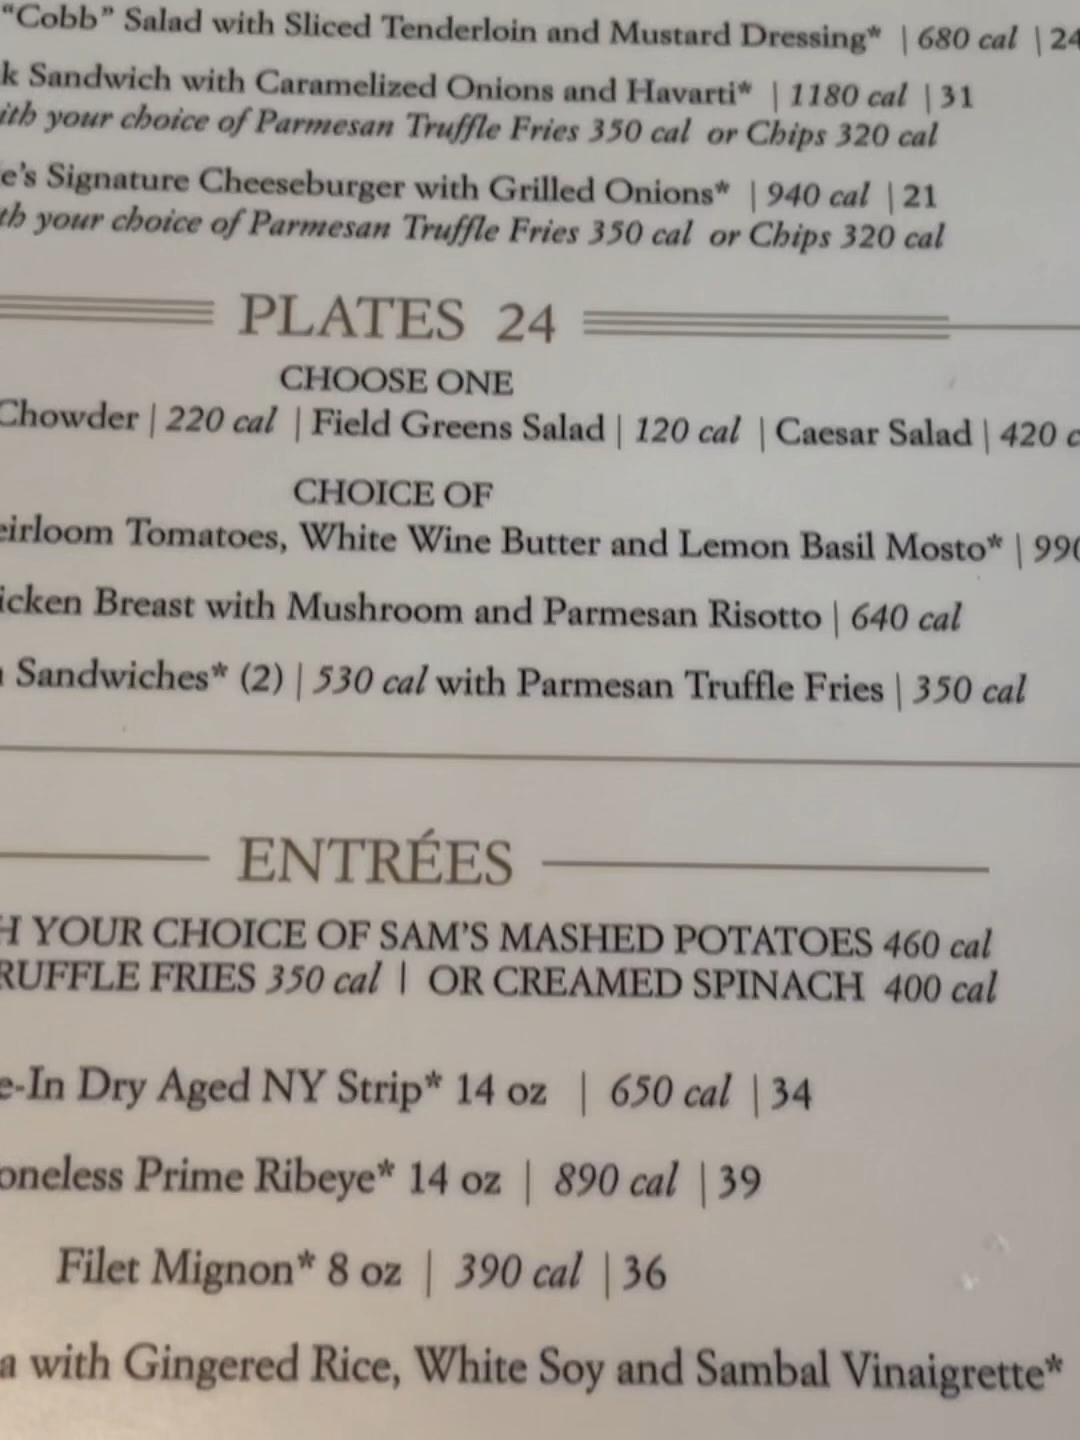 “Cobb” Salad with Sliced Tenderloin and Mustard Dressing* | 680 cal | 24
k Sandwich with Caramelized Onions and Havarti* | 1180 cal | 31
ith your choice of Parmesan Truffle Fries 350 cal or Chips 320 cal
e’s Signature Cheeseburger with Grilled Onions* | 940 cal | 21
th your choice of Parmesan Truffle Fries 350 cal or Chips 320 cal
PLATES 24
CHOOSE ONE
Chowder | 220 cal | Field Greens Salad | 120 cal | Caesar Salad | 420 c
CHOICE OF
eirloom Tomatoes, White Wine Butter and Lemon Basil Mosto* | 990
icken Breast with Mushroom and Parmesan Risotto | 640 cal
Sandwiches* (2) | 530 cal with Parmesan Truffle Fries | 350 cal
ENTRÉES
H YOUR CHOICE OF SAM’S MASHED POTATOES 460 cal
RUFFLE FRIES 350 cal | OR CREAMED SPINACH 400 cal
e-In Dry Aged NY Strip* 14 oz | 650 cal | 34
oneless Prime Ribeye* 14 oz | 890 cal | 39
Filet Mignon* 8 oz | 390 cal | 36
a with Gingered Rice, White Soy and Sambal Vinaigrette*